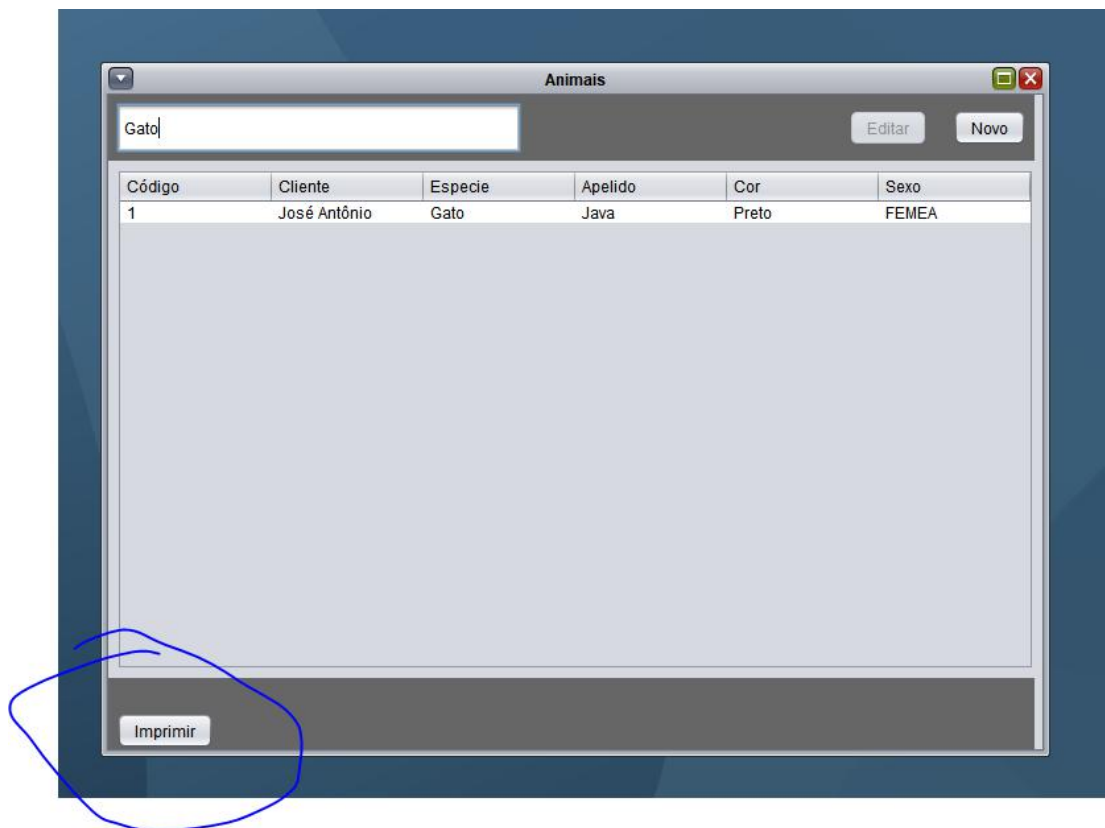 Animais
Gato
Editar Novo
Código Cliente Especie Apelido Cor Sexo
1 José Antônio Gato Java Preto FEMEA
Imprimir